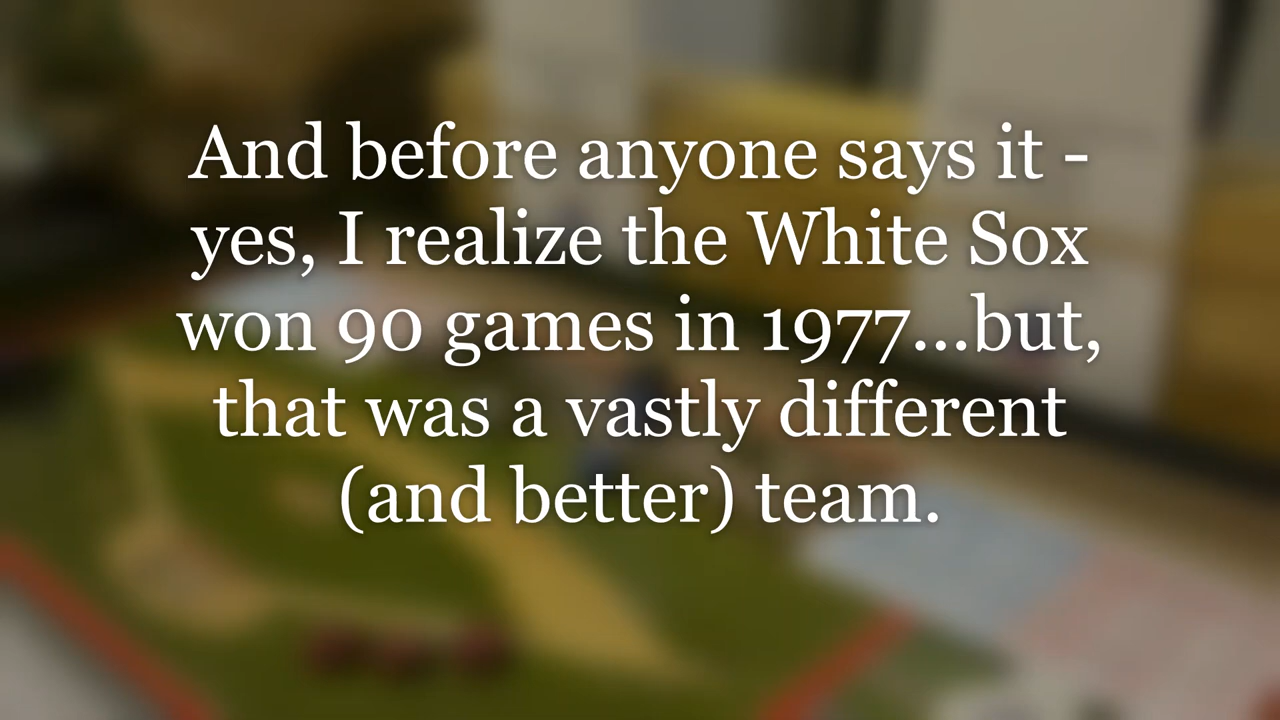 And before anyone says it -
yes, I realize the White Sox
won 90 games in 1977...but,
that was a vastly different
(and better) team.